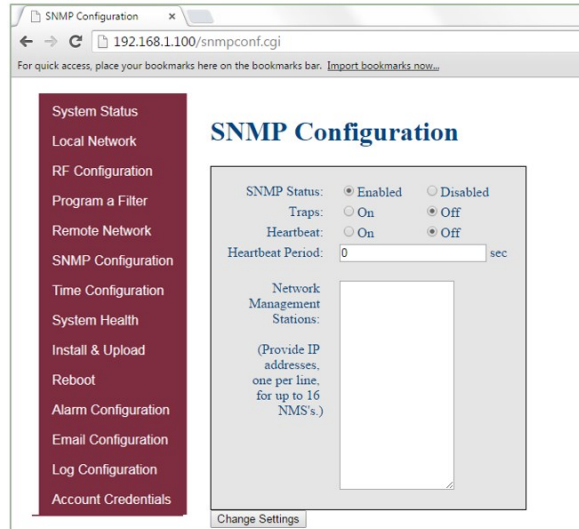 SNMP Configuration
192.168.1.100/snmpconf.cgi
For quick access, place your bookmarks here on the bookmarks bar. Import bookmarks now...
System Status
Local Network
RF Configuration
Program a Filter
Remote Network
SNMP Configuration
Time Configuration
System Health
Install & Upload
Reboot
Alarm Configuration
Email Configuration
Log Configuration
Account Credentials
SNMP Configuration
SNMP Status: Enabled Disabled
Traps: On Off
Heartbeat: On Off
Heartbeat Period: 0 sec
Network
Management
Stations:
(Provide IP
addresses,
one per line,
for up to 16
NMS's.)
Change Settings